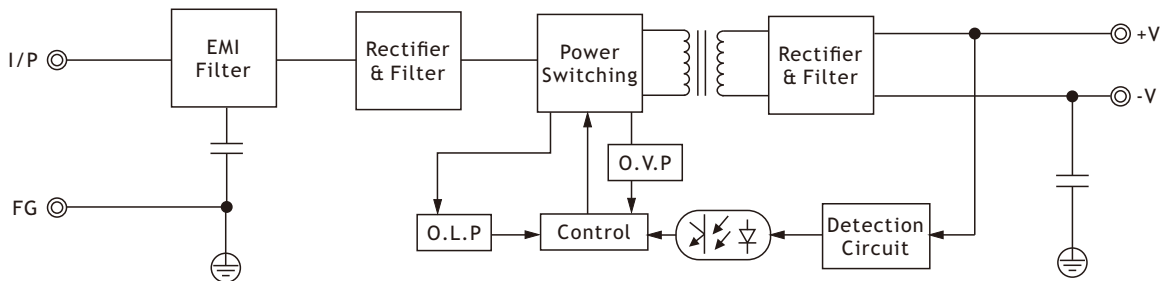 I/P
EMI
Filter
Rectifier
& Filter
Power
Switching
Rectifier
& Filter
+V
-V
O.V.P
FG
O.L.P
Control
Detection
Circuit